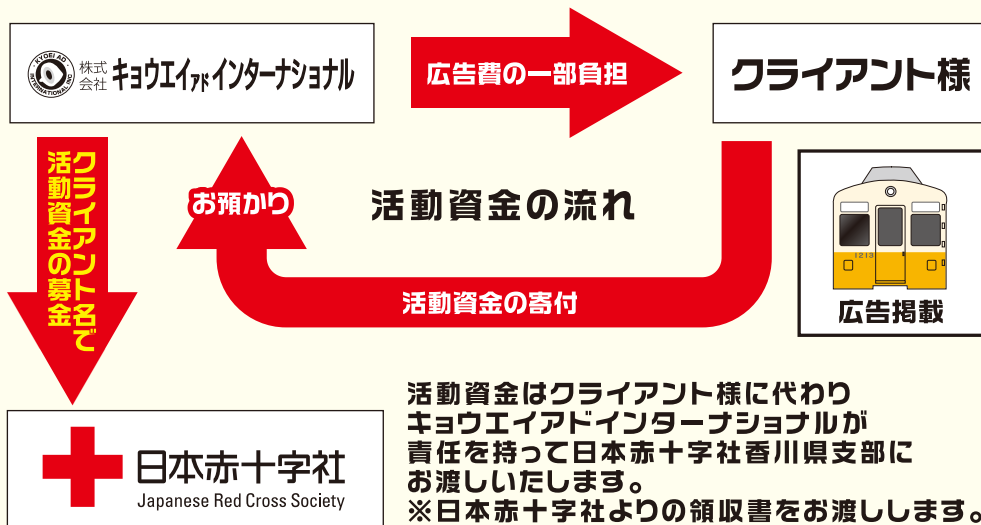 KYOEI AD
INTERNATIONAL INC
株式会社 キョウエイアドインターナショナル
広告費の一部負担
クライアント様
クライアント名で
活動資金の募金
お預かり
活動資金の流れ
1213
広告掲載
活動資金の寄付
日本赤十字社
Japanese Red Cross Society
活動資金はクライアント様に代わり
キョウエイアドインターナショナルが
責任を持って日本赤十字社香川県支部に
お渡しいたします。
※日本赤十字社よりの領収書をお渡しします。